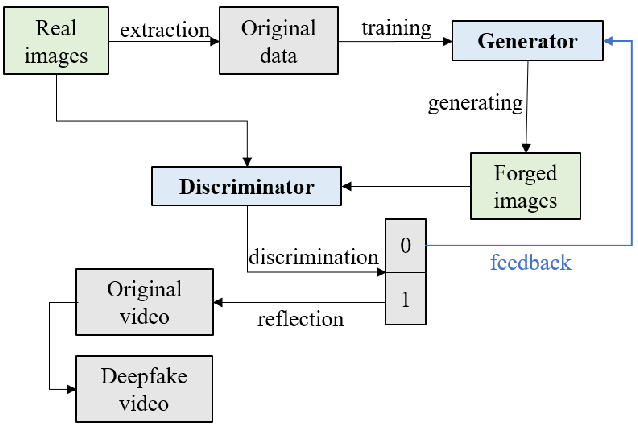 Real
images
extraction
Original
data
training
Generator
generating
Forged
images
Discriminator
discrimination
0
feedback
1
reflection
Original
video
Deepfake
video